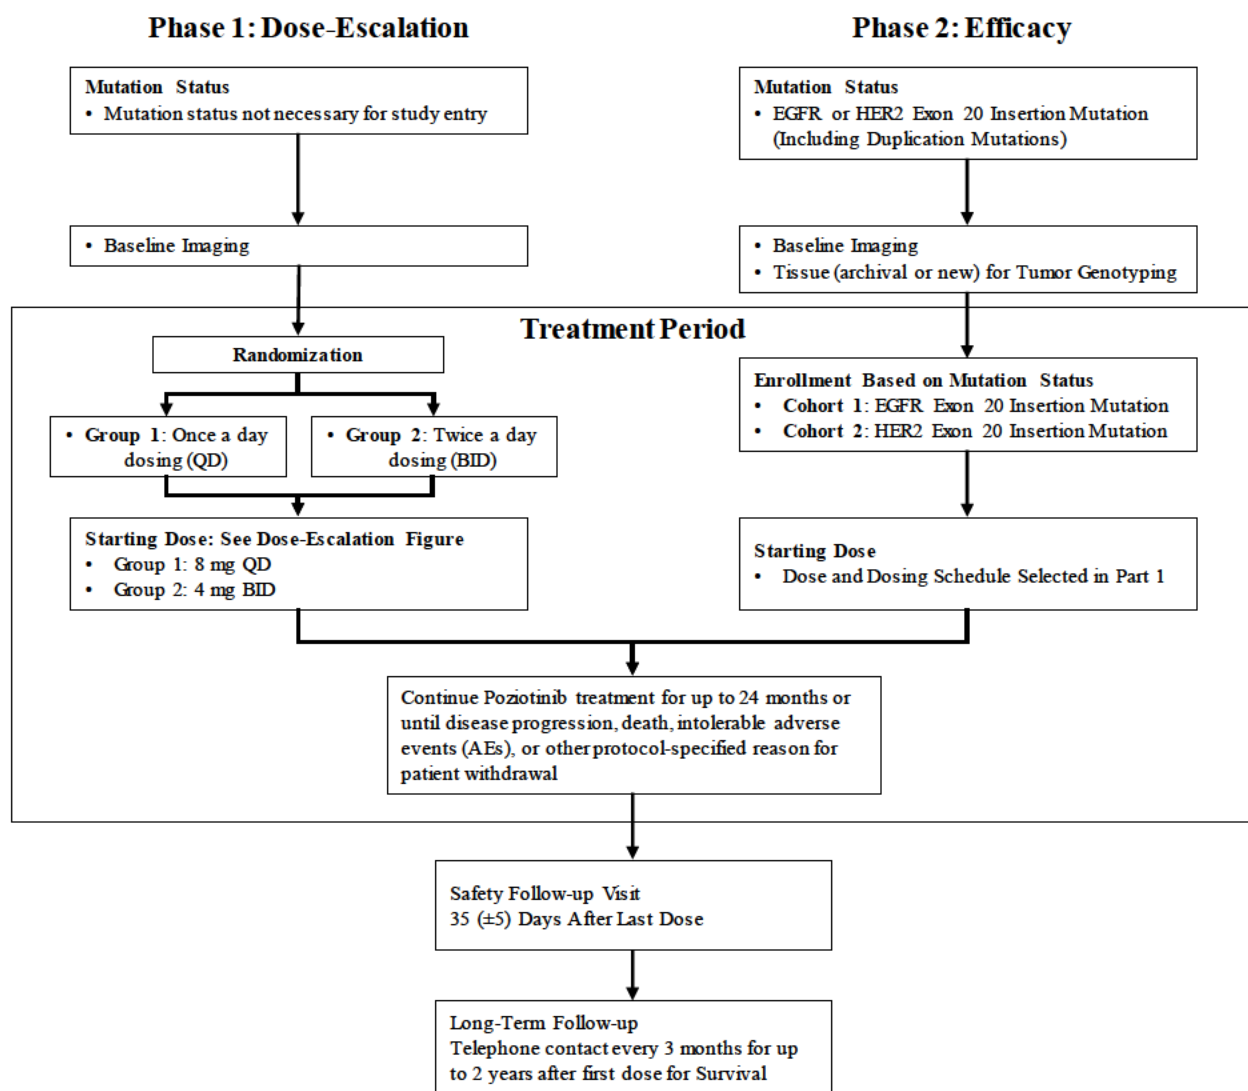 Phase 1: Dose-Escalation
Phase 2: Efficacy
Mutation Status
• Mutation status not necessary for study entry
Mutation Status
• EGFR or HER2 Exon 20 Insertion Mutation
(Including Duplication Mutations)
• Baseline Imaging
• Baseline Imaging
• Tissue (archival or new) for Tumor Genotyping
Treatment Period
Randomization
• Group 1: Once a day
dosing (QD)
• Group 2: Twice a day
dosing (BID)
Enrollment Based on Mutation Status
• Cohort 1: EGFR Exon 20 Insertion Mutation
• Cohort 2: HER2 Exon 20 Insertion Mutation
Starting Dose: See Dose-Escalation Figure
• Group 1: 8 mg QD
• Group 2: 4 mg BID
Starting Dose
• Dose and Dosing Schedule Selected in Part 1
Continue Poziotinib treatment for up to 24 months or
until disease progression, death, intolerable adverse
events (AEs), or other protocol-specified reason for
patient withdrawal
Safety Follow-up Visit
35 (±5) Days After Last Dose
Long-Term Follow-up
Telephone contact every 3 months for up
to 2 years after first dose for Survival